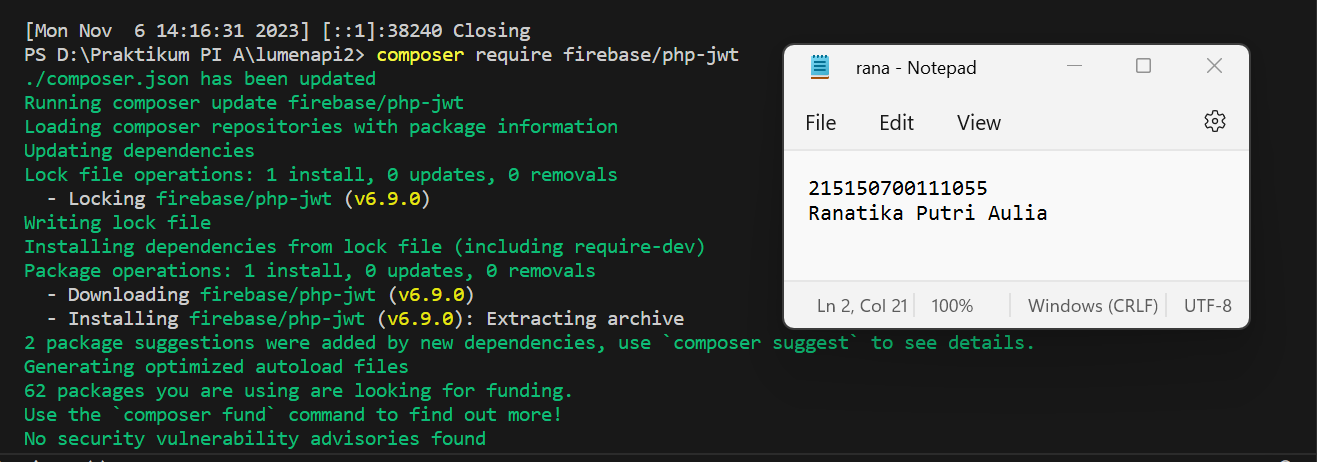 [Mon Nov  6 14:16:31 2023] [::1]:38240 Closing
PS D:\Praktikum PI A\lumenapi2> composer require firebase/php-jwt
./composer.json has been updated
Running composer update firebase/php-jwt
Loading composer repositories with package information
Updating dependencies
Lock file operations: 1 install, 0 updates, 0 removals
  - Locking firebase/php-jwt (v6.9.0)
Writing lock file
Installing dependencies from lock file (including require-dev)
Package operations: 1 install, 0 updates, 0 removals
  - Downloading firebase/php-jwt (v6.9.0)
  - Installing firebase/php-jwt (v6.9.0): Extracting archive
2 package suggestions were added by new dependencies, use `composer suggest` to see details.
Generating optimized autoload files
62 packages you are using are looking for funding.
Use the `composer fund` command to find out more!
No security vulnerability advisories found
rana - Notepad
File Edit View
215150700111055
Ranatika Putri Aulia
Ln 2, Col 21 100% Windows (CRLF) UTF-8